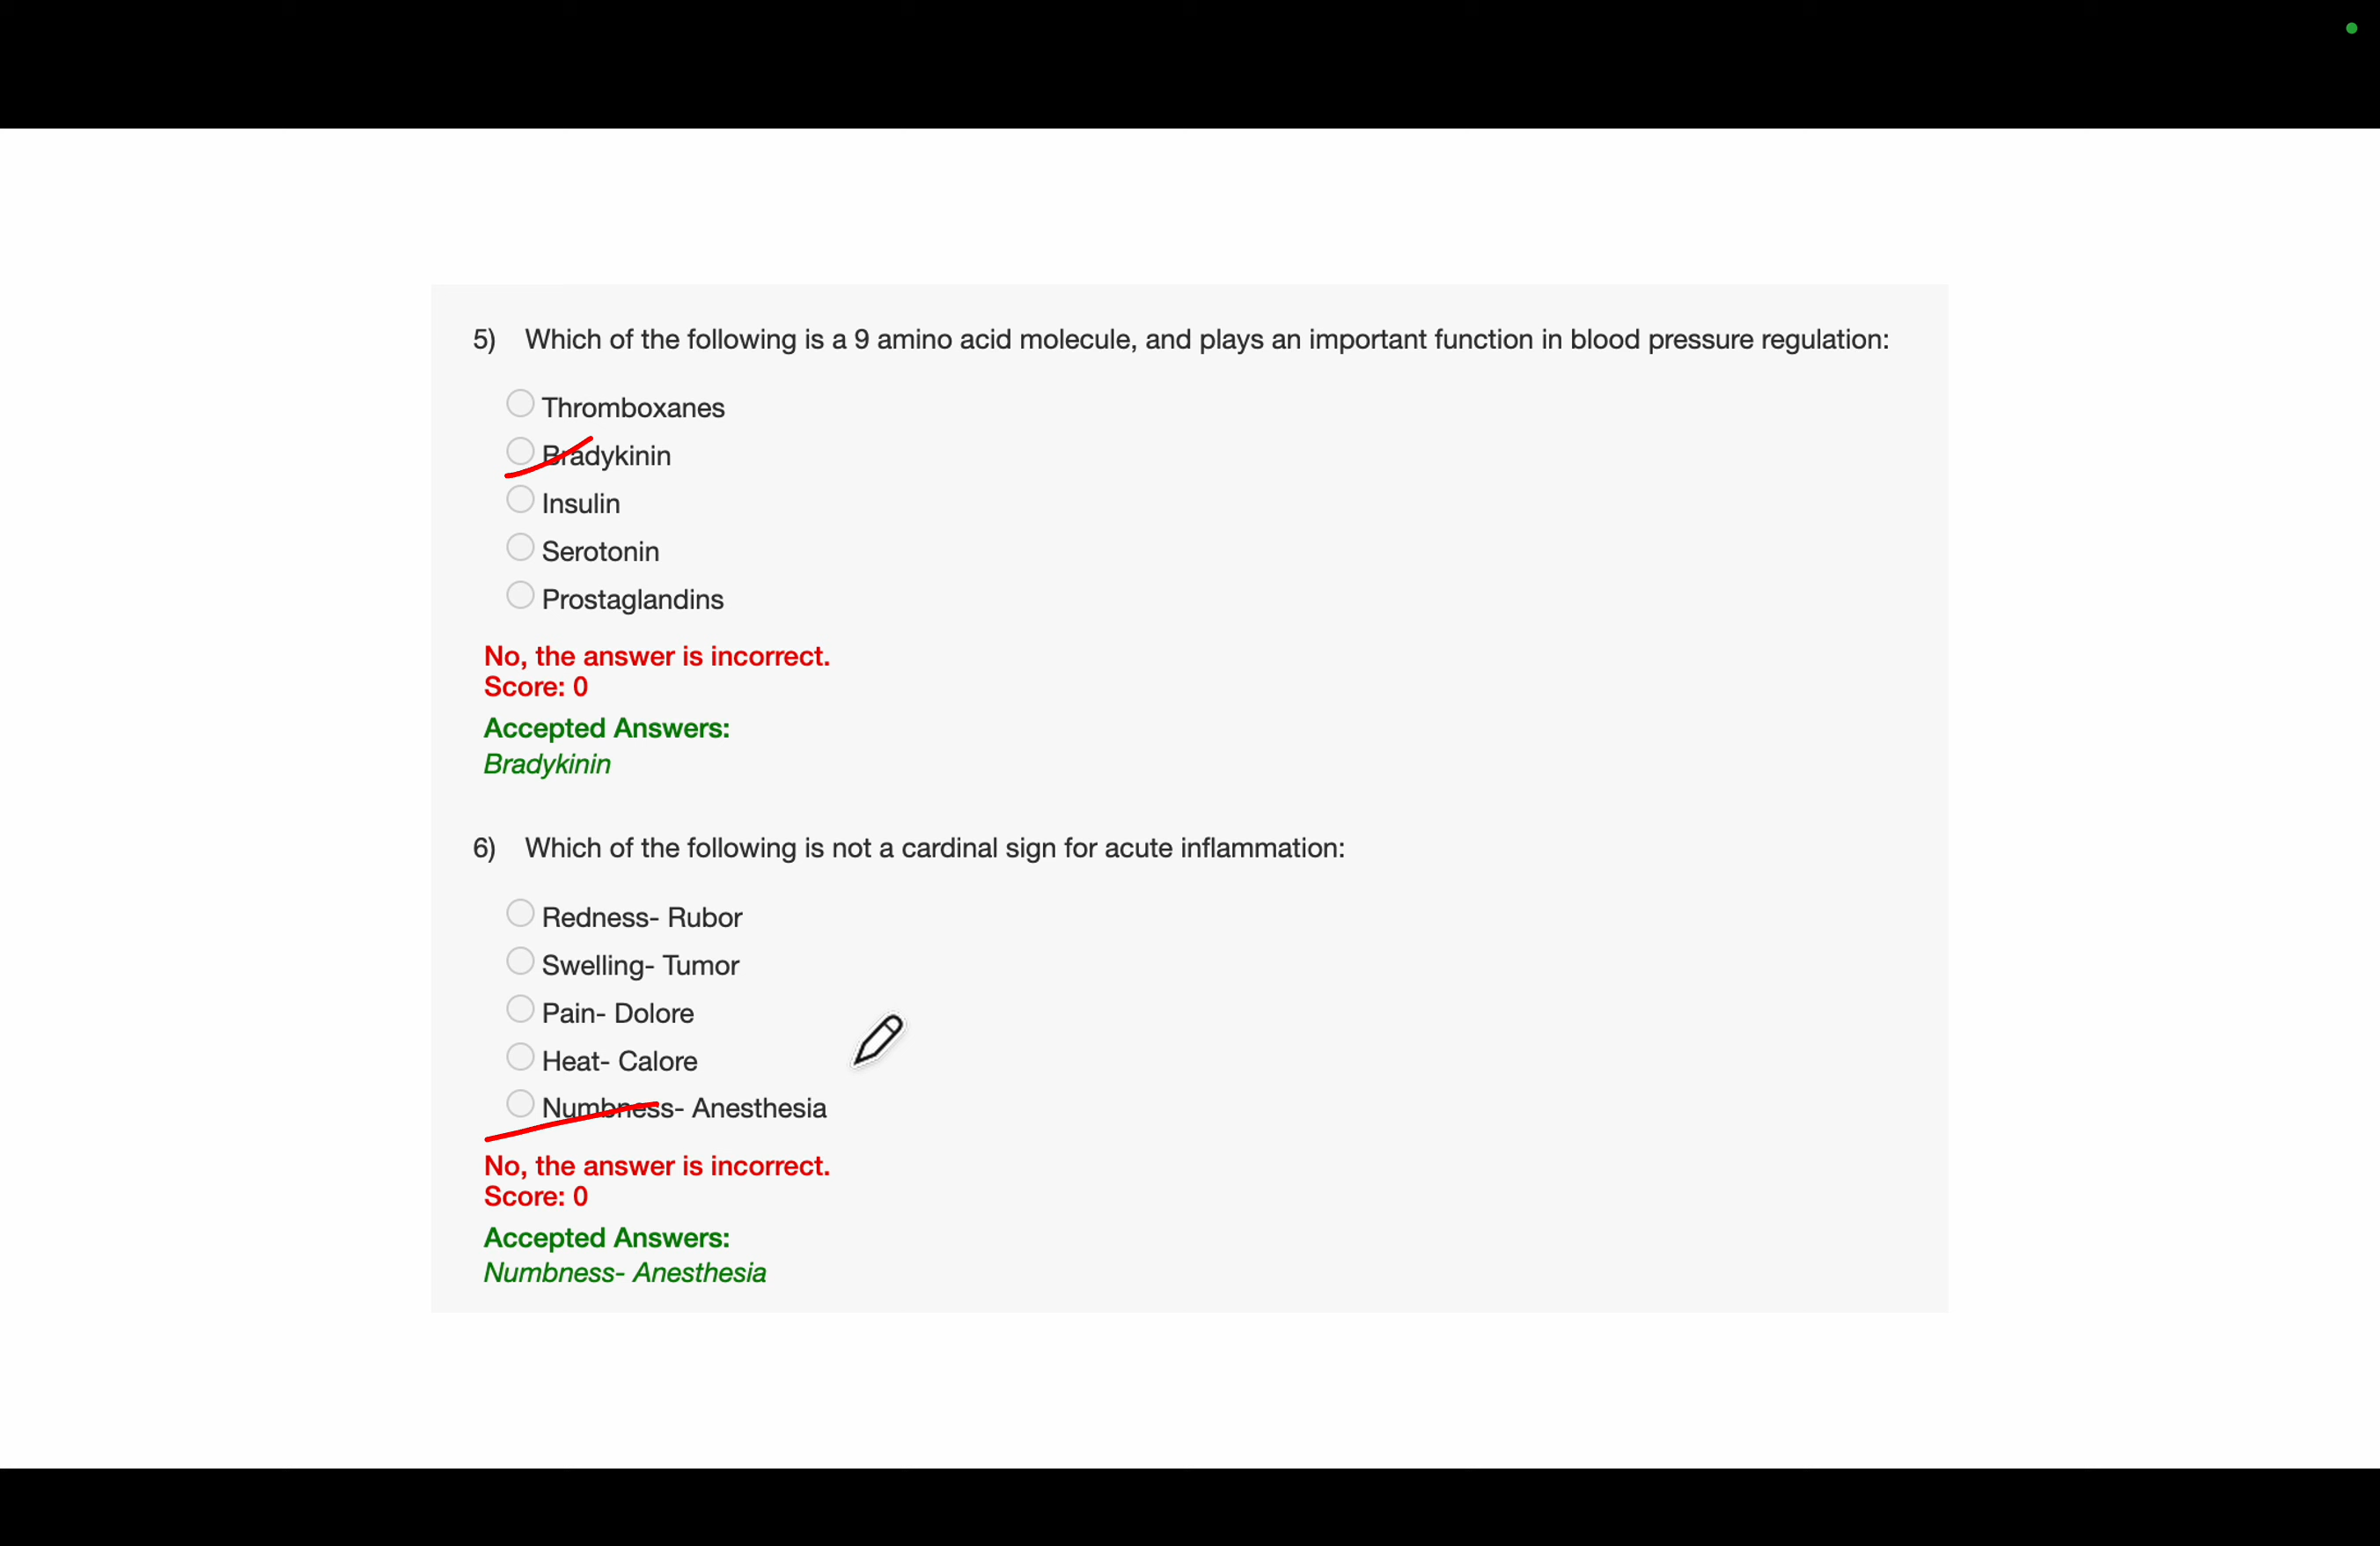 5) Which of the following is a 9 amino acid molecule, and plays an important function in blood pressure regulation:
Thromboxanes
Bradykinin
Insulin
Serotonin
Prostaglandins
No, the answer is incorrect.
Score: 0
Accepted Answers:
Bradykinin
6) Which of the following is not a cardinal sign for acute inflammation:
Redness- Rubor
Swelling- Tumor
Pain- Dolore
Heat- Calore
Numbness- Anesthesia
No, the answer is incorrect.
Score: 0
Accepted Answers:
Numbness- Anesthesia